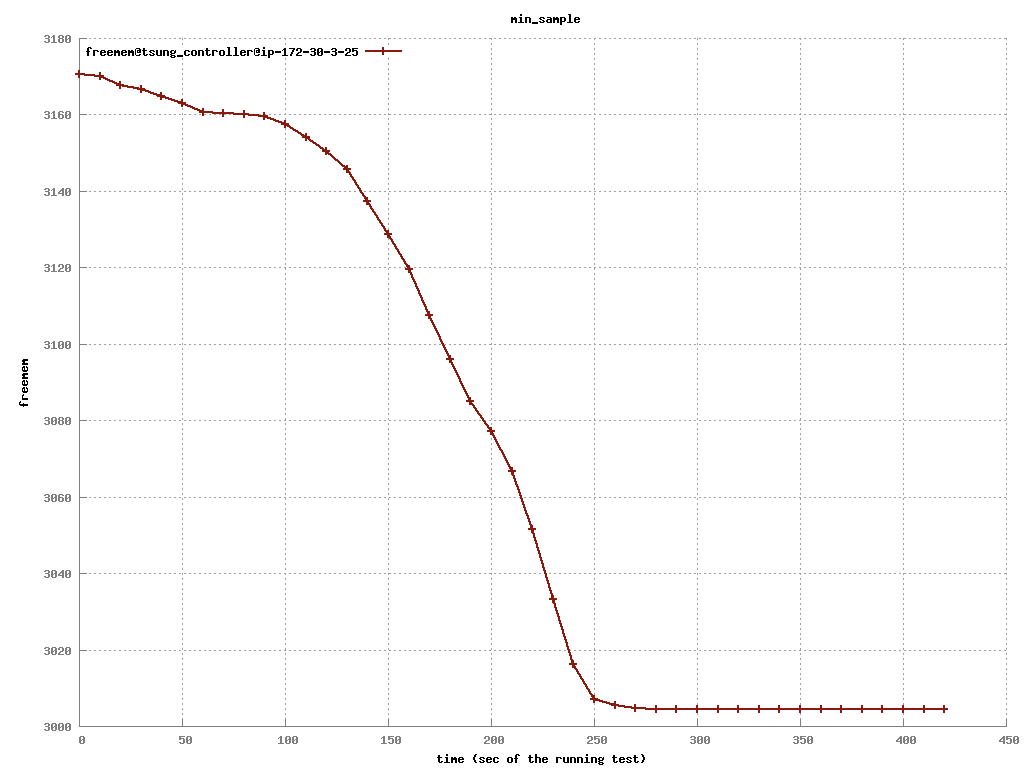 min_sample
3180
freemem@tsung_controller@ip-172-30-3-25
3160
3140
3120
3100
3080
3060
3040
3020
3000
freemem
0 50 100 150 200 250 300 350 400 450
time (sec of the running test)